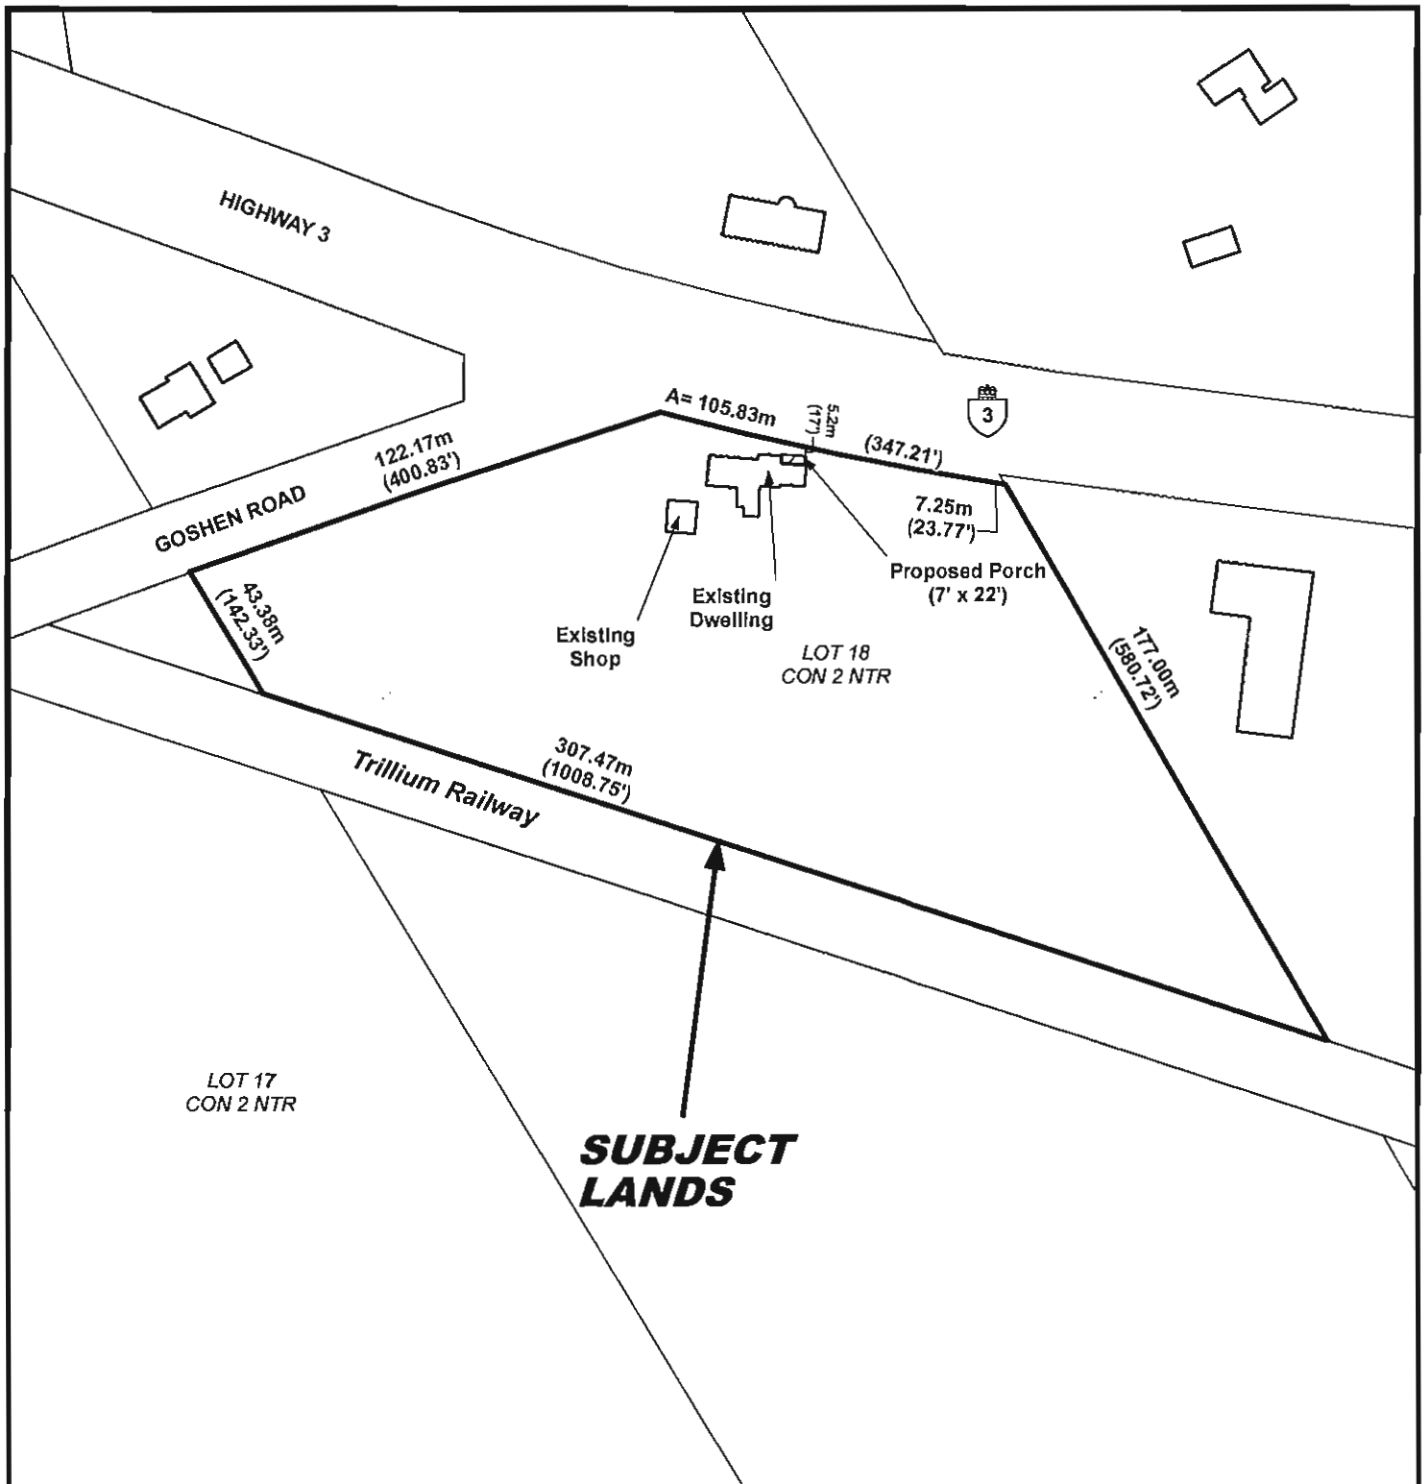 HIGHWAY 3
3
A= 105.83m
5.2m
(17')
(347.21')
122.17m
(400.83')
GOSHEN ROAD
7.25m
(23.77')
Proposed Porch
(7' x 22')
43.38m
(142.33')
Existing
Dwelling
Existing
Shop
LOT 18
CON 2 NTR
177.00m
(580.72')
307.47m
(1008.75')
Trillium Railway
LOT 17
CON 2 NTR
SUBJECT
LANDS